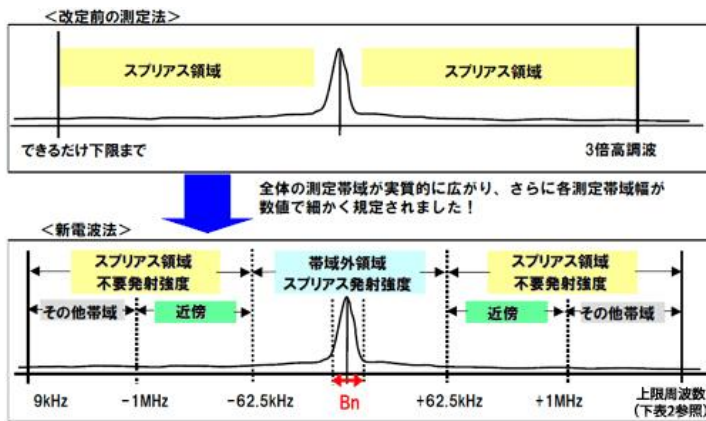 ＜改定前の測定法＞
スプリアス領域 スプリアス領域
できるだけ下限まで 3倍高調波
全体の測定帯域が実質的に広がり、さらに各測定帯域幅が
数値で細かく規定されました！
＜新電波法＞
スプリアス領域 帯域外領域 スプリアス領域
不要発射強度 スプリアス発射強度 不要発射強度
その他帯域 近傍 近傍 その他帯域
9kHz −1MHz −62.5kHz Bn +62.5kHz +1MHz 上限周波数
(下表2参照)